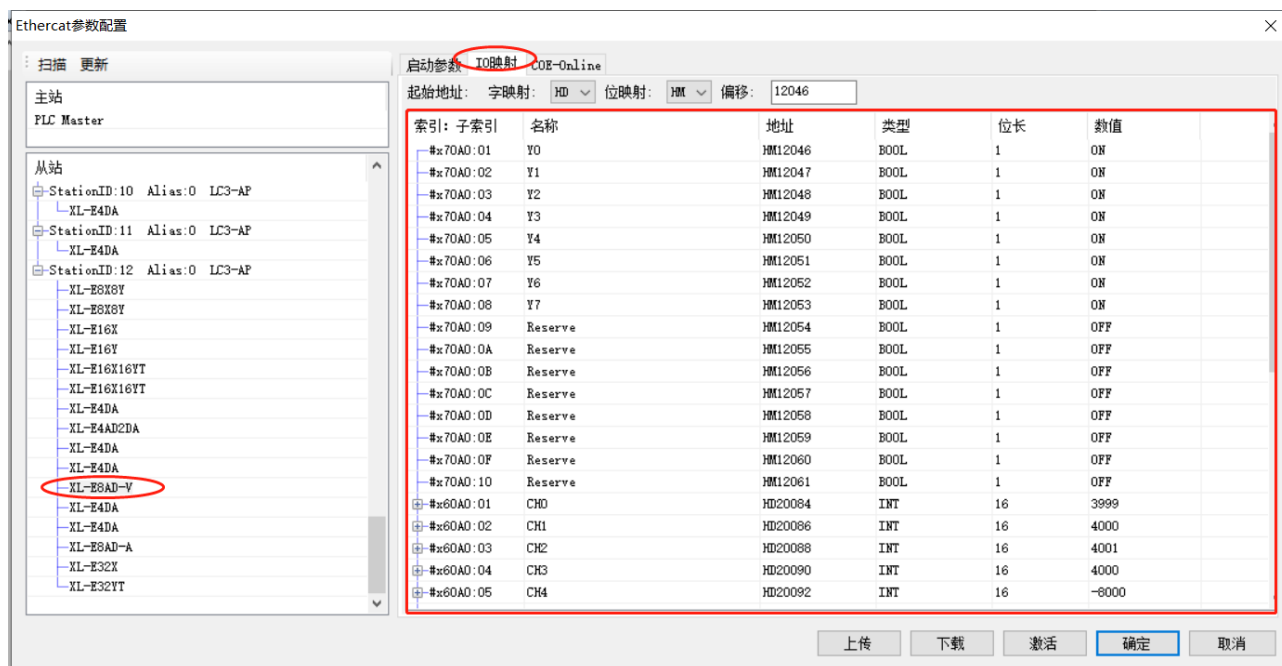 Ethercat参数配置
扫描 更新
主站
PLC Master
从站
StationID:10 Alias:0 LC3-AP
XL-E4DA
StationID:11 Alias:0 LC3-AP
XL-E4DA
StationID:12 Alias:0 LC3-AP
XL-E8X8Y
XL-E8X8Y
XL-E16X
XL-E16Y
XL-E16X16YT
XL-E16X16YT
XL-E4DA
XL-E4AD2DA
XL-E4DA
XL-E4DA
XL-E8AD-V
XL-E4DA
XL-E4DA
XL-E8AD-A
XL-E32X
XL-E32YT
启动参数 IO映射 COE-Online
起始地址: 字映射: HD 位映射: HM 偏移: 12046
索引: 子索引 名称 地址 类型 位长 数值
#x70A0:01 Y0 HM12046 BOOL 1 ON
#x70A0:02 Y1 HM12047 BOOL 1 ON
#x70A0:03 Y2 HM12048 BOOL 1 ON
#x70A0:04 Y3 HM12049 BOOL 1 ON
#x70A0:05 Y4 HM12050 BOOL 1 ON
#x70A0:06 Y5 HM12051 BOOL 1 ON
#x70A0:07 Y6 HM12052 BOOL 1 ON
#x70A0:08 Y7 HM12053 BOOL 1 ON
#x70A0:09 Reserve HM12054 BOOL 1 OFF
#x70A0:0A Reserve HM12055 BOOL 1 OFF
#x70A0:0B Reserve HM12056 BOOL 1 OFF
#x70A0:0C Reserve HM12057 BOOL 1 OFF
#x70A0:0D Reserve HM12058 BOOL 1 OFF
#x70A0:0E Reserve HM12059 BOOL 1 OFF
#x70A0:0F Reserve HM12060 BOOL 1 OFF
#x70A0:10 Reserve HM12061 BOOL 1 OFF
#x60A0:01 CH0 HD20084 INT 16 3999
#x60A0:02 CH1 HD20086 INT 16 4000
#x60A0:03 CH2 HD20088 INT 16 4001
#x60A0:04 CH3 HD20090 INT 16 4000
#x60A0:05 CH4 HD20092 INT 16 -8000
上传 下载 激活 确定 取消